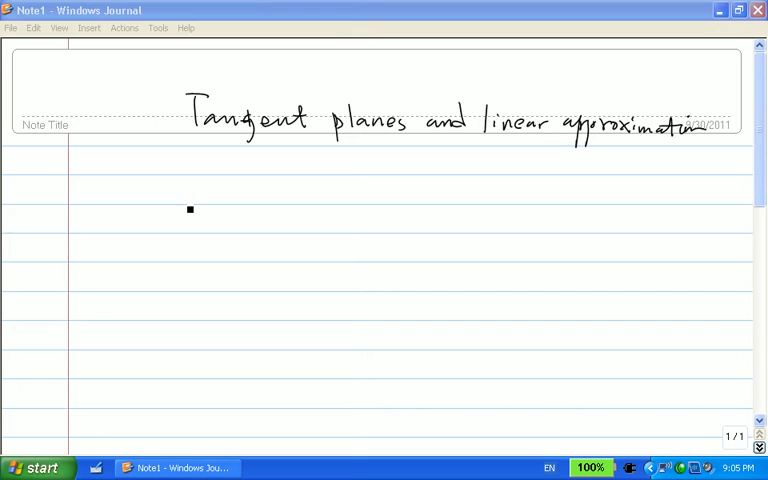 Note1 - Windows Journal
File Edit View Insert Actions Tools Help
Tangent planes and linear approximation
Note Title
9/30/2011
1 / 1
start
Note1 - Windows Jou...
EN
100%
9:05 PM